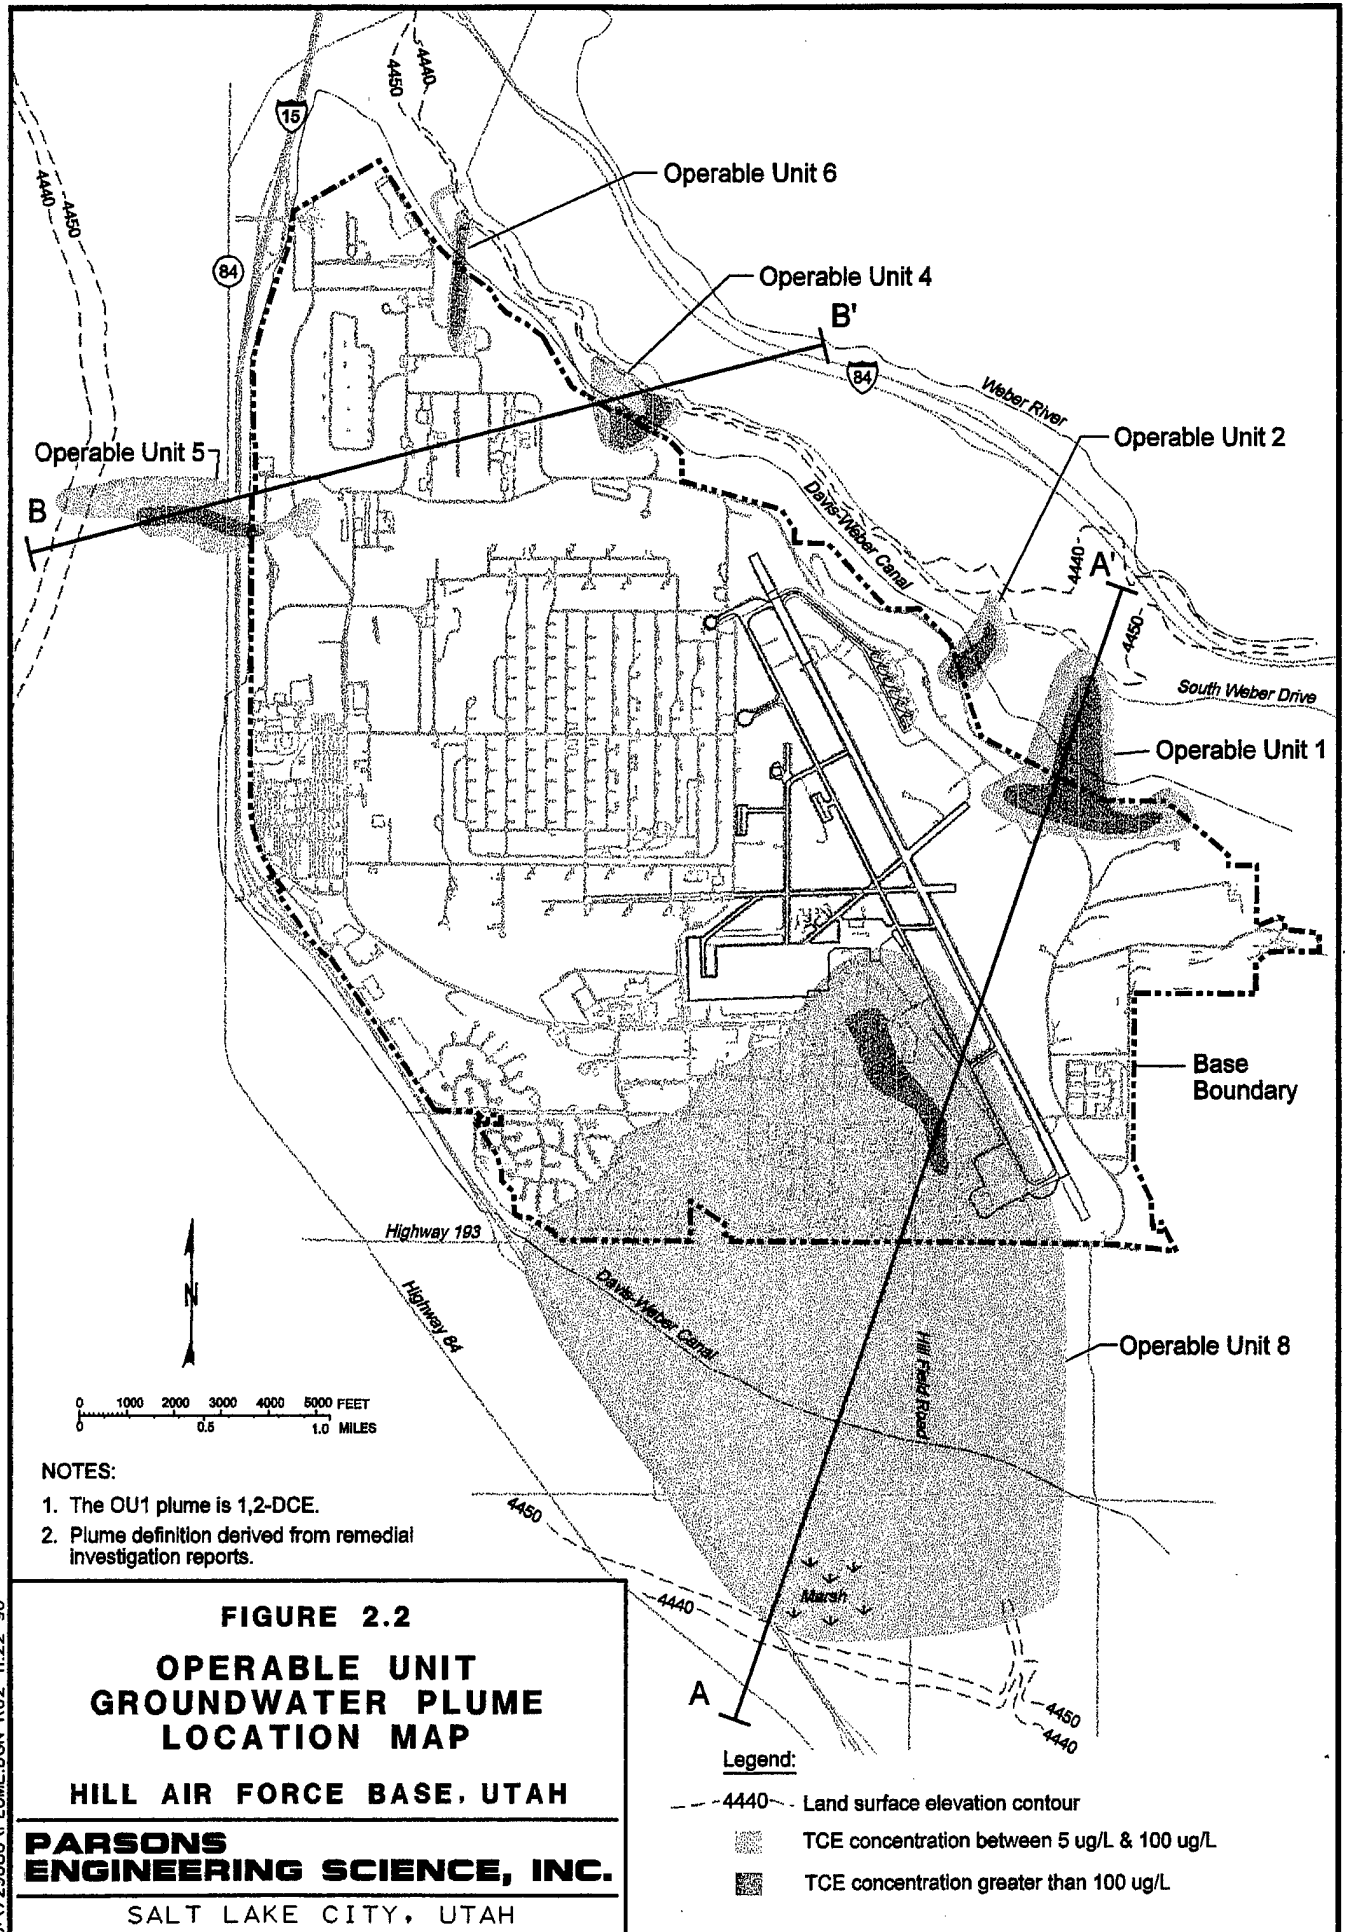 4450
4440
15
Operable Unit 6
4440
4450
84
Operable Unit 4
B'
84
Weber River
Operable Unit 5
Operable Unit 2
B
Davis-Weber Canal
4440
A'
4450
South Weber Drive
Operable Unit 1
Base
Boundary
Highway 193
N
Highway 84
Davis-Weber Canal
Hill Field Road
Operable Unit 8
0 1000 2000 3000 4000 5000 FEET
0 0.5 1.0 MILES
NOTES:
1. The OU1 plume is 1,2-DCE.
2. Plume definition derived from remedial
investigation reports.
4450
4440
Marsh
A
4450
4440
FIGURE 2.2
OPERABLE UNIT
GROUNDWATER PLUME
LOCATION MAP
HILL AIR FORCE BASE, UTAH
PARSONS
ENGINEERING SCIENCE, INC.
SALT LAKE CITY, UTAH
Legend:
4440 Land surface elevation contour
TCE concentration between 5 ug/L & 100 ug/L
TCE concentration greater than 100 ug/L